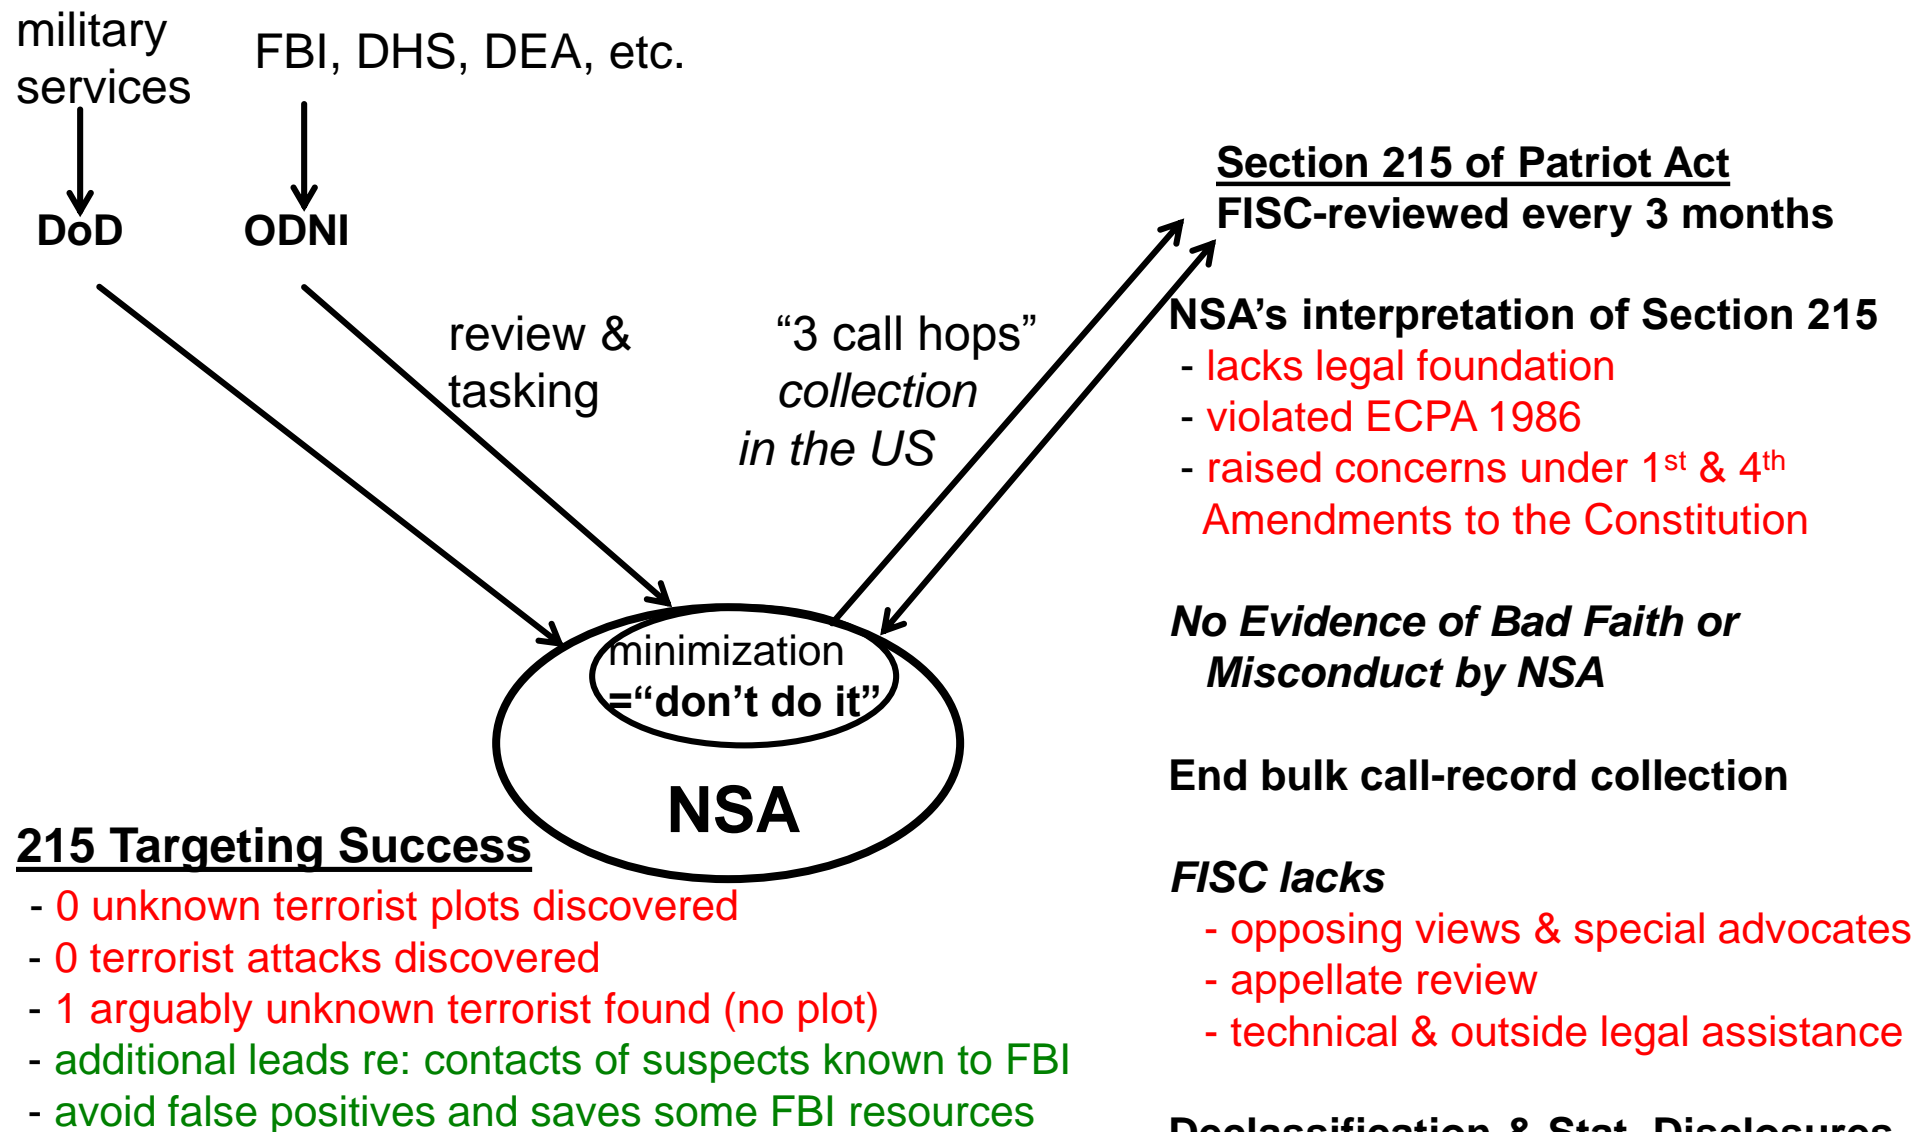 military
services
FBI, DHS, DEA, etc.
DoD
ODNI
review &
tasking
“3 call hops”
collection
in the US
minimization
=“don’t do it”
NSA
215 Targeting Success
- 0 unknown terrorist plots discovered
- 0 terrorist attacks discovered
- 1 arguably unknown terrorist found (no plot)
- additional leads re: contacts of suspects known to FBI
- avoid false positives and saves some FBI resources
Section 215 of Patriot Act
FISC-reviewed every 3 months
NSA’s interpretation of Section 215
- lacks legal foundation
- violated ECPA 1986
- raised concerns under 1st & 4th
Amendments to the Constitution
No Evidence of Bad Faith or
Misconduct by NSA
End bulk call-record collection
FISC lacks
- opposing views & special advocates
- appellate review
- technical & outside legal assistance
Declassification & Stat. Disclosures